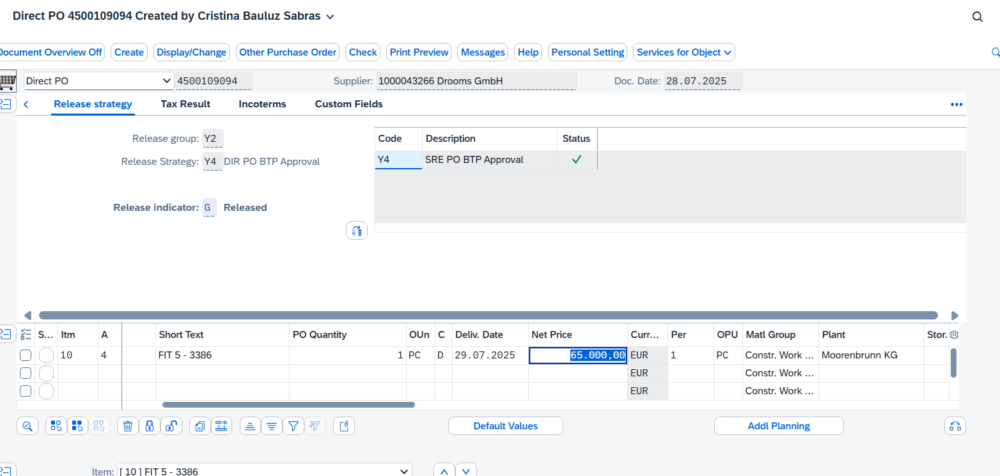 Direct PO 4500109094 Created by Cristina Bauluz Sabras
Document Overview Off Create Display/Change Other Purchase Order Check Print Preview Messages Help Personal Setting Services for Object
Direct PO 4500109094 Supplier: 1000043266 Drooms GmbH Doc. Date: 28.07.2025
Release strategy Tax Result Incoterms Custom Fields
Release group: Y2 Code Description Status
Release Strategy: Y4 DIR PO BTP Approval Y4 SRE PO BTP Approval
Release indicator: G Released
S... Itm A Short Text PO Quantity OUn C Deliv. Date Net Price Curr... Per OPU Matl Group Plant Stor.
10 4 FIT 5 - 3386 1 PC D 29.07.2025 65.000,00 EUR 1 PC Constr. Work ... Moorenbrunn KG
EUR Constr. Work ...
EUR Constr. Work ...
Default Values Addl Planning
Item: [ 10 ] FIT 5 - 3386